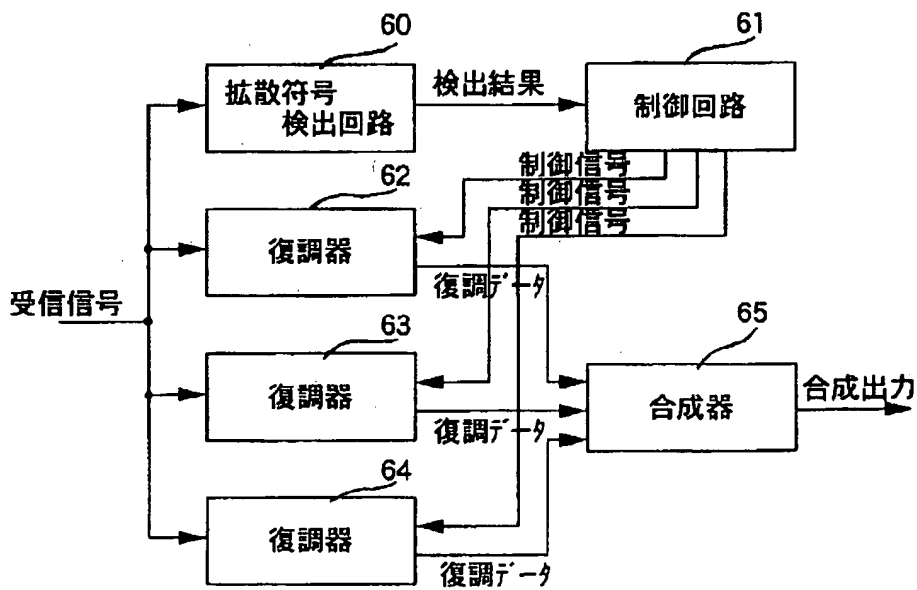 60
61
拡散符号
検出回路
検出結果
制御回路
制御信号
制御信号
制御信号
62
復調器
復調データ
受信信号
63
復調器
復調データ
65
合成器
合成出力
64
復調器
復調データ